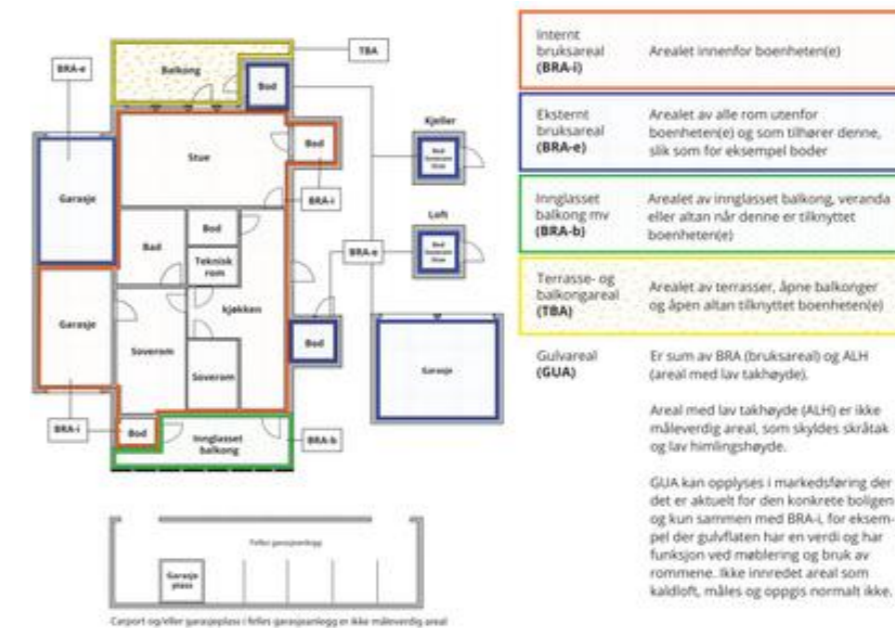 TBA
BRA-e
Balkong
Bod
Kjeller
Bod
Stue
Bod
Garasje
BRA-i
Loft
Bod
Bad
BRA-e
Bod
Teknisk
rom
kjøkken
Garasje
Soverom
Bod
Garasje
Soverom
BRA-i
Bod
Innglasset
balkong
BRA-b
Felles garasjeanlegg
Garasje
plass
Carport og/eller garasjeplass i felles garasjeanlegg er ikke måleverdig areal
Internt
bruksareal
(BRA-i)
Arealet innenfor boenheten(e)
Eksternt
bruksareal
(BRA-e)
Arealet av alle rom utenfor
boenheten(e) og som tilhører denne,
slik som for eksempel boder
Innglasset
balkong mv
(BRA-b)
Arealet av innglasset balkong, veranda
eller altan når denne er tilknyttet
boenheten(e)
Terrasse- og
balkongareal
(TBA)
Arealet av terrasser, åpne balkonger
og åpen altan tilknyttet boenheten(e)
Gulvareal
(GUA)
Er sum av BRA (bruksareal) og ALH
(areal med lav takhøyde).
Areal med lav takhøyde (ALH) er ikke
måleverdig areal, som skyldes skråtak
og lav himlingshøyde.
GUA kan opplyses i markedsføring der
det er aktuelt for den konkrete boligen
og kun sammen med BRA-i, for eksem-
pel der gulvflaten har en verdi og har
funksjon ved møblering og bruk av
rommene. Ikke innredet areal som
kaldloft, måles og oppgis normalt ikke.